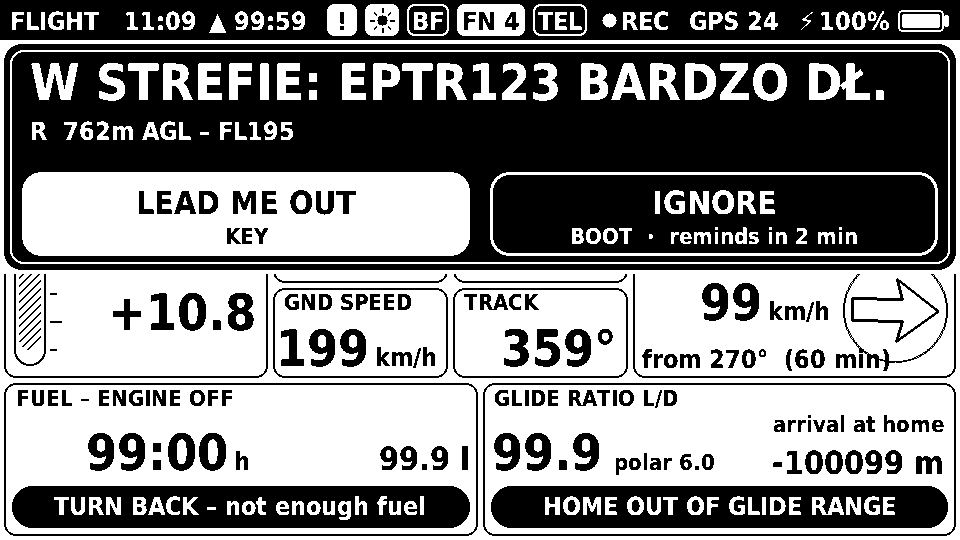 FLIGHT 11:09 ▲ 99:59 ! ☀ BF FN 4 TEL ●REC GPS 24 ⚡100%
W STREFIE: EPTR123 BARDZO DŁ.
R 762m AGL – FL195
LEAD ME OUT
KEY
IGNORE
BOOT · reminds in 2 min
+10.8
GND SPEED
199 km/h
TRACK
359°
99 km/h
from 270° (60 min)
FUEL – ENGINE OFF
99:00 h 99.9 l
TURN BACK – not enough fuel
GLIDE RATIO L/D
arrival at home
99.9 polar 6.0 -100099 m
HOME OUT OF GLIDE RANGE